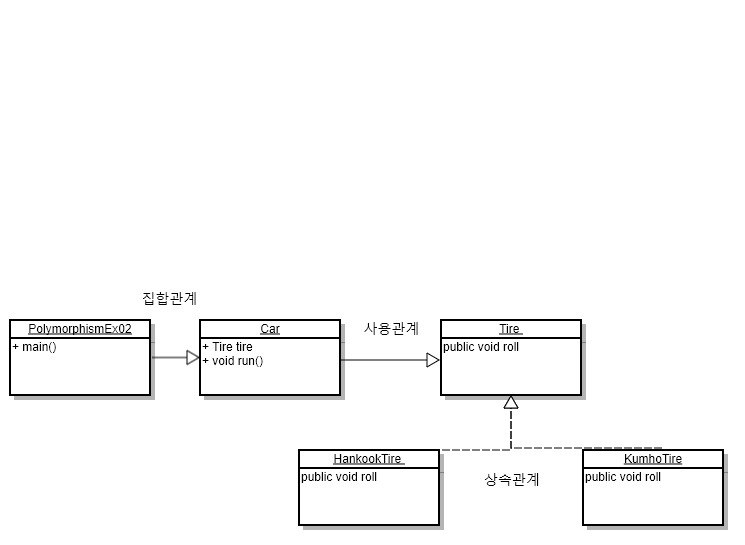 집합관계
사용관계
PolymorphismEx02
+ main()
Car
+ Tire tire
+ void run()
Tire
public void roll
HankookTire
public void roll
상속관계
KumhoTire
public void roll